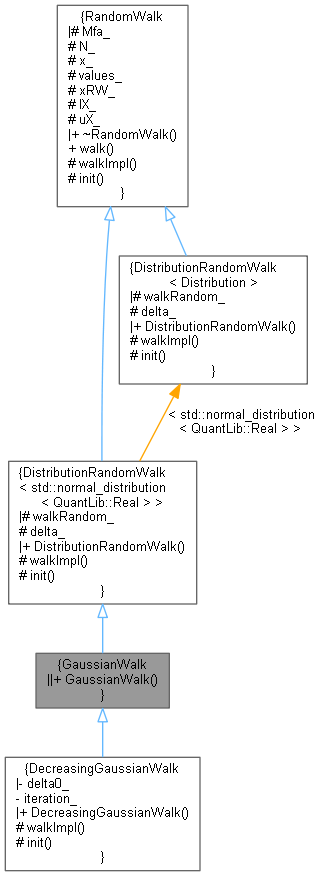 {RandomWalk
|# Mfa_
# N_
# x_
# values_
# xRW_
# lX_
# uX_
|+ ~RandomWalk()
+ walk()
# walkImpl()
# init()
}
{DistributionRandomWalk
< Distribution >
|# walkRandom_
# delta_
|+ DistributionRandomWalk()
# walkImpl()
# init()
}
< std::normal_distribution
< QuantLib::Real > >
{DistributionRandomWalk
< std::normal_distribution
< QuantLib::Real > >
|# walkRandom_
# delta_
|+ DistributionRandomWalk()
# walkImpl()
# init()
}
{GaussianWalk
||+ GaussianWalk()
}
{DecreasingGaussianWalk
|- delta0_
- iteration_
|+ DecreasingGaussianWalk()
# walkImpl()
# init()
}